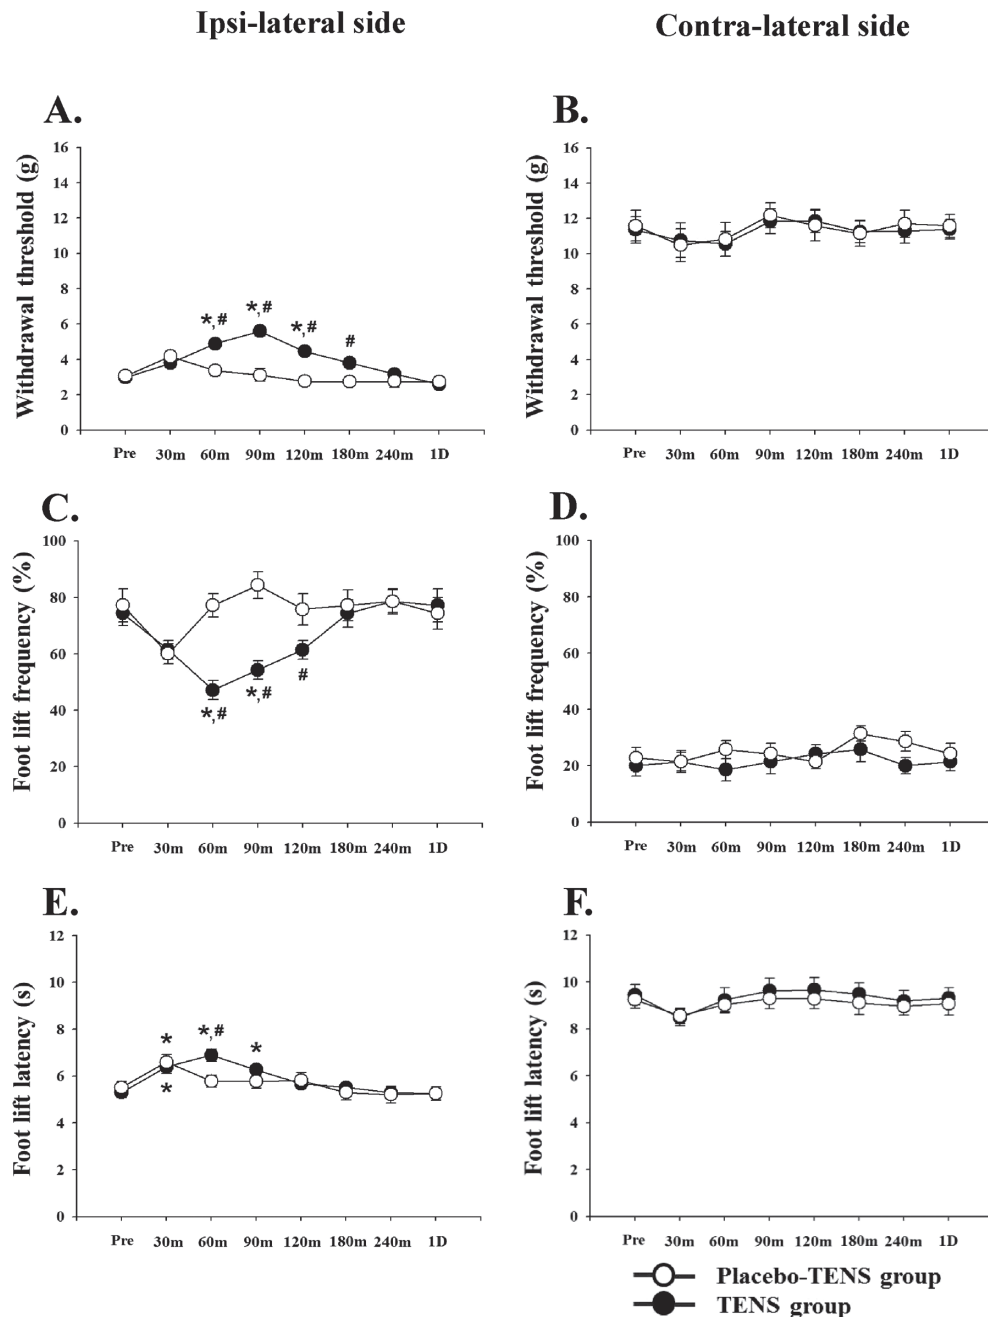 Ipsi-lateral side
Contra-lateral side
A.
Withdrawal threshold (g)
16
14
12
10
8
6
4
2
0
*,#
*,#
*,#
#
Pre 30m 60m 90m 120m 180m 240m 1D
B.
Withdrawal threshold (g)
16
14
12
10
8
6
4
2
0
Pre 30m 60m 90m 120m 180m 240m 1D
C.
Foot lift frequency (%)
100
80
60
40
20
0
*,#
*,#
#
Pre 30m 60m 90m 120m 180m 240m 1D
D.
Foot lift frequency (%)
100
80
60
40
20
0
Pre 30m 60m 90m 120m 180m 240m 1D
E.
Foot lift latency (s)
12
10
8
6
4
2
0
*
*
*,#
*
Pre 30m 60m 90m 120m 180m 240m 1D
F.
Foot lift latency (s)
12
10
8
6
4
2
0
Pre 30m 60m 90m 120m 180m 240m 1D
Placebo-TENS group
TENS group